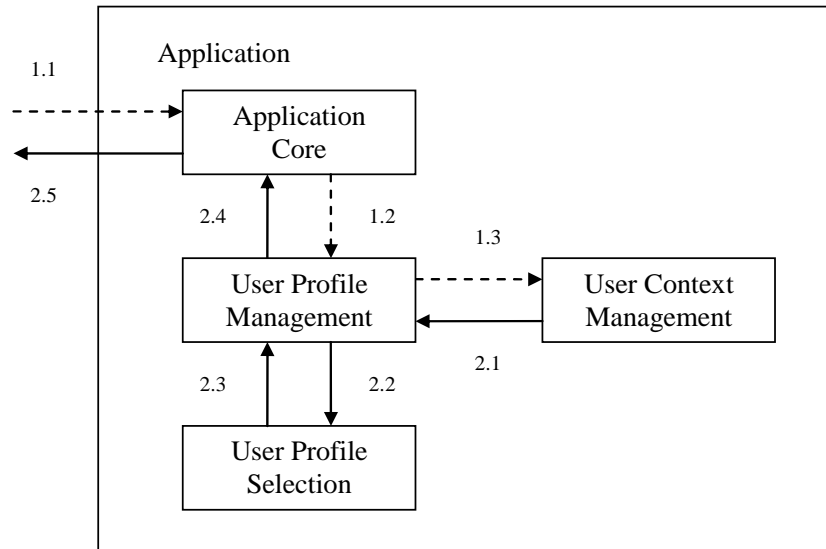 Application
1.1
Application
Core
2.5
2.4
1.2
1.3
User Profile
Management
User Context
Management
2.1
2.3
2.2
User Profile
Selection